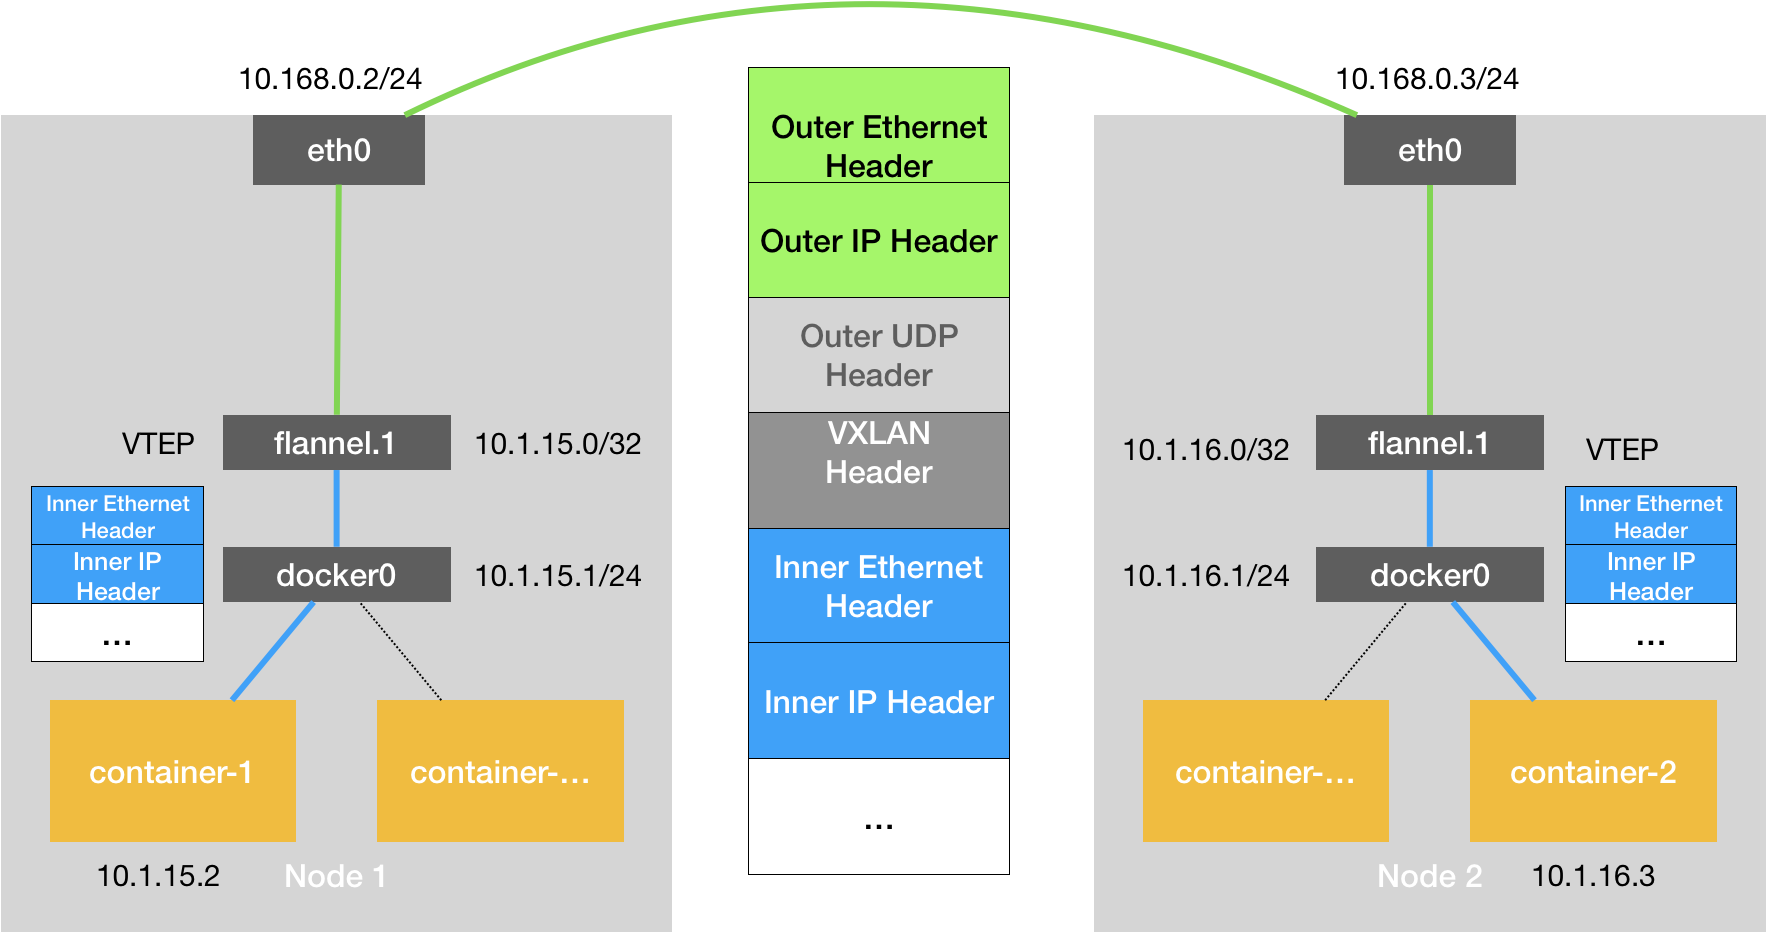 10.168.0.2/24
eth0
VTEP
flannel.1
10.1.15.0/32
Inner Ethernet
Header
Inner IP
Header
...
docker0
10.1.15.1/24
container-1
container-...
10.1.15.2
Node 1
Outer Ethernet
Header
Outer IP Header
Outer UDP
Header
VXLAN
Header
Inner Ethernet
Header
Inner IP Header
...
10.168.0.3/24
eth0
10.1.16.0/32
flannel.1
VTEP
Inner Ethernet
Header
Inner IP
Header
...
10.1.16.1/24
docker0
container-...
container-2
Node 2
10.1.16.3